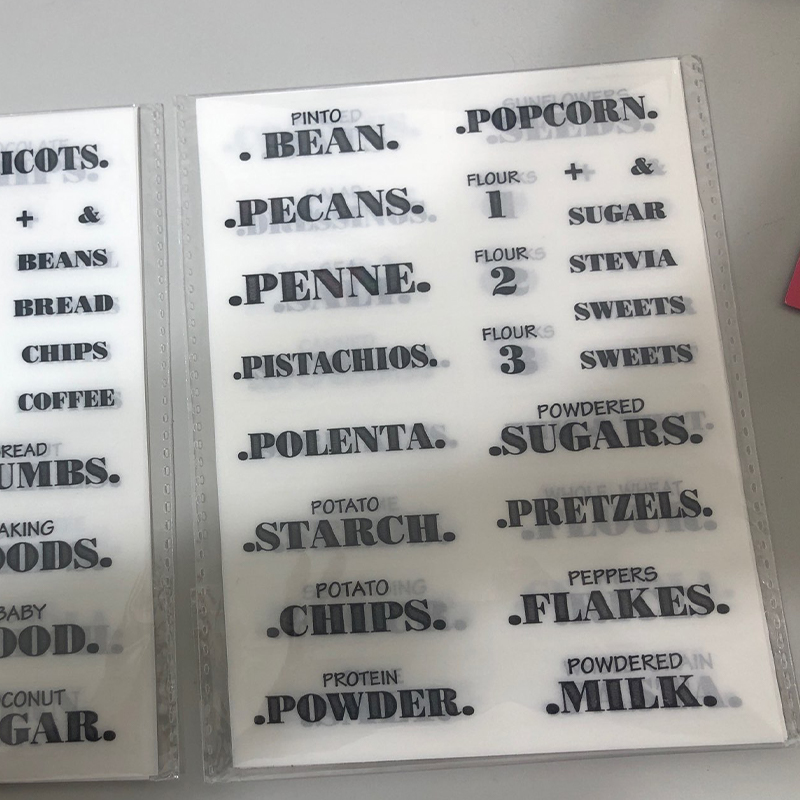 ICOTS.
+ &
BEANS
BREAD
CHIPS
COFFEE
READ
UMBS.
AKING
OODS.
BABY
OOD.
CONUT
GAR.
PINTO
. BEAN.
.PECANS.
.PENNE.
.PISTACHIOS.
.POLENTA.
POTATO
.STARCH.
POTATO
.CHIPS.
PROTEIN
.POWDER.
.POPCORN.
FLOUR
1
FLOUR
2
FLOUR
3
+ &
SUGAR
STEVIA
SWEETS
SWEETS
POWDERED
.SUGARS.
.PRETZELS.
PEPPERS
.FLAKES.
POWDERED
.MILK.